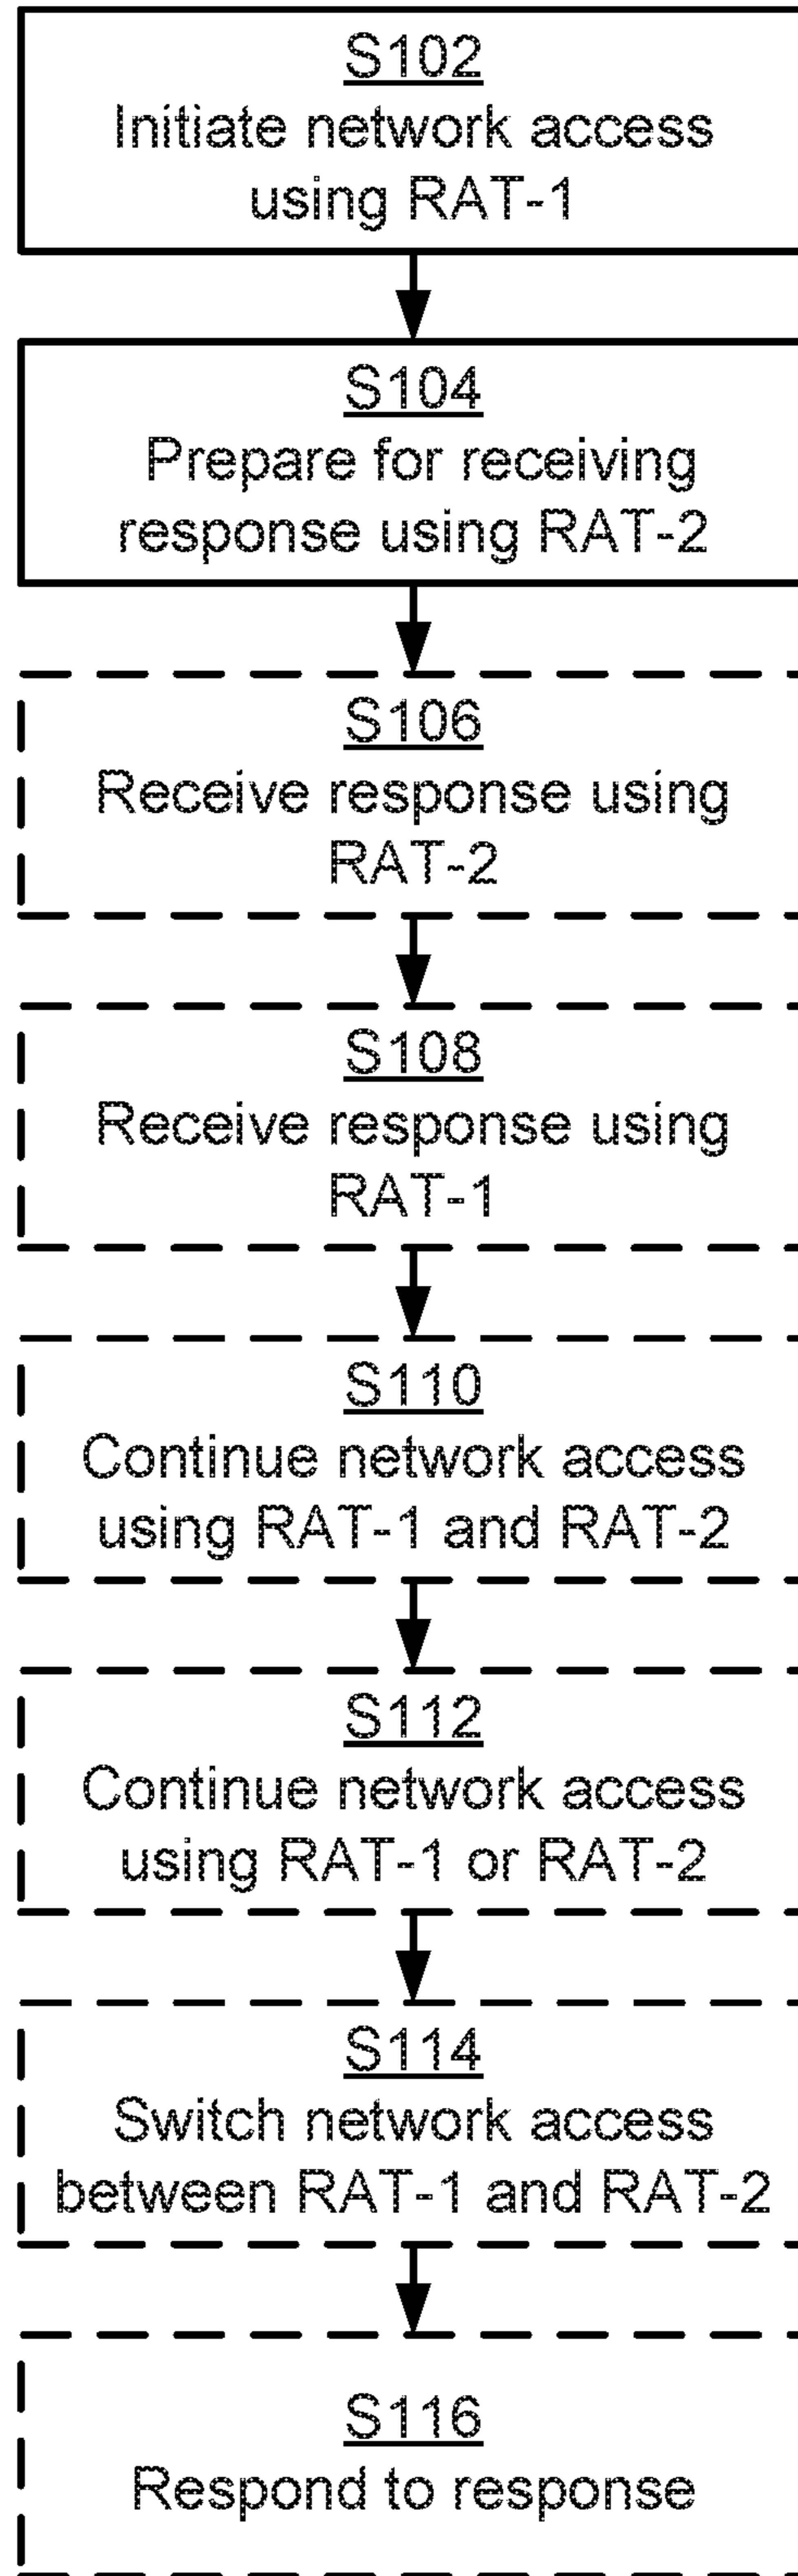 S102
Initiate network access
using RAT-1
S104
Prepare for receiving
response using RAT-2
S106
Receive response using
RAT-2
S108
Receive response using
RAT-1
S110
Continue network access
using RAT-1 and RAT-2
S112
Continue network access
using RAT-1 or RAT-2
S114
Switch network access
between RAT-1 and RAT-2
S116
Respond to response